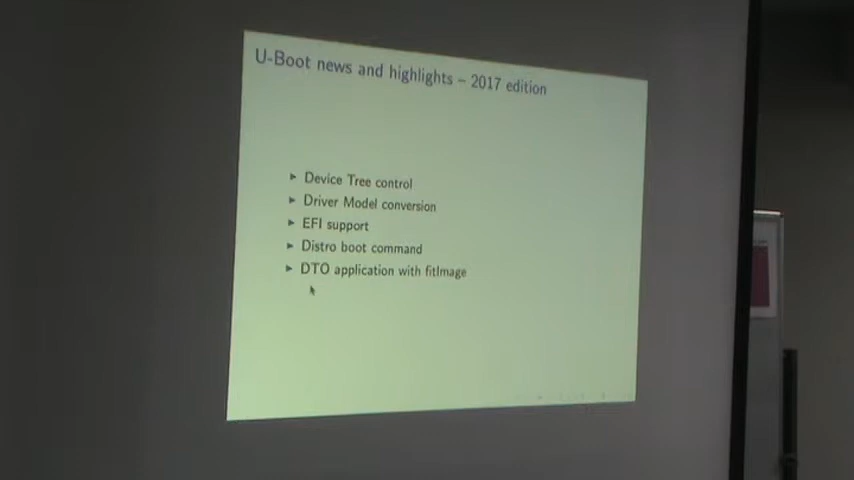 U-Boot news and highlights – 2017 edition
▶ Device Tree control
▶ Driver Model conversion
▶ EFI support
▶ Distro boot command
▶ DTO application with fitImage